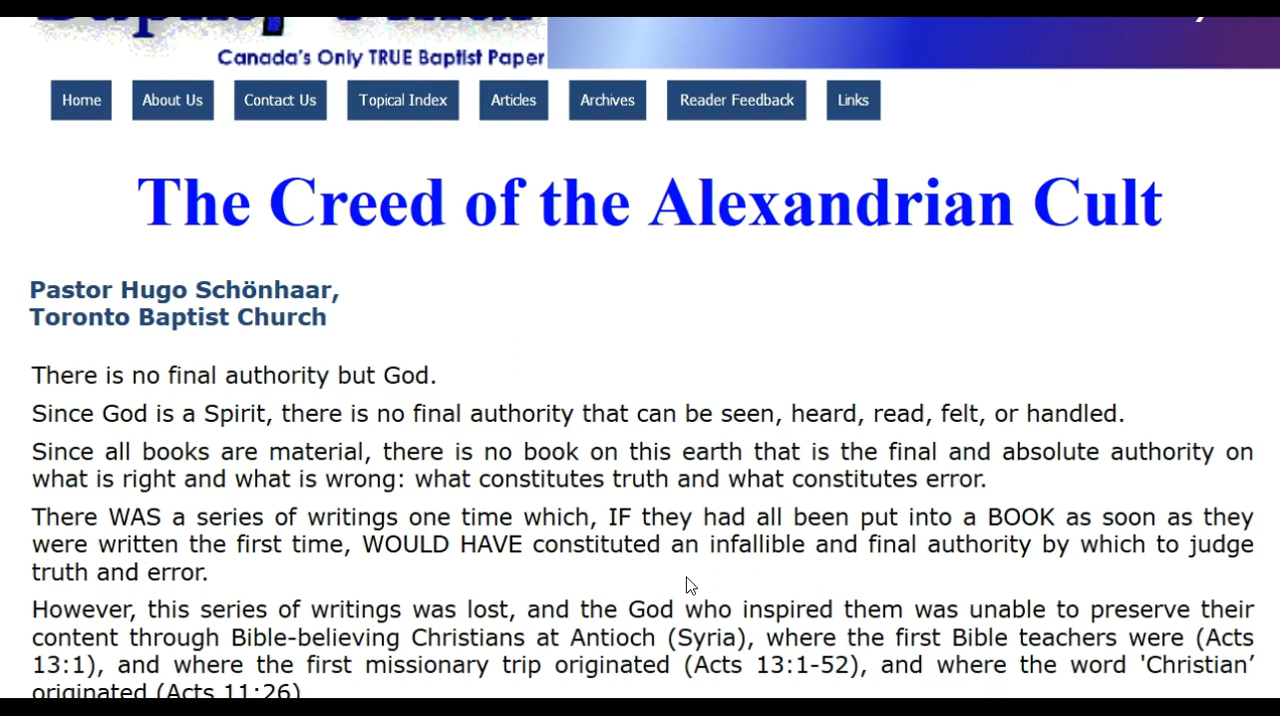 Canada's Only TRUE Baptist Paper
Home About Us Contact Us Topical Index Articles Archives Reader Feedback Links
The Creed of the Alexandrian Cult
Pastor Hugo Schönhaar,
Toronto Baptist Church
There is no final authority but God.
Since God is a Spirit, there is no final authority that can be seen, heard, read, felt, or handled.
Since all books are material, there is no book on this earth that is the final and absolute authority on
what is right and what is wrong: what constitutes truth and what constitutes error.
There WAS a series of writings one time which, IF they had all been put into a BOOK as soon as they
were written the first time, WOULD HAVE constituted an infallible and final authority by which to judge
truth and error.
However, this series of writings was lost, and the God who inspired them was unable to preserve their
content through Bible-believing Christians at Antioch (Syria), where the first Bible teachers were (Acts
13:1), and where the first missionary trip originated (Acts 13:1-52), and where the word 'Christian’
originated (Acts 11:26)